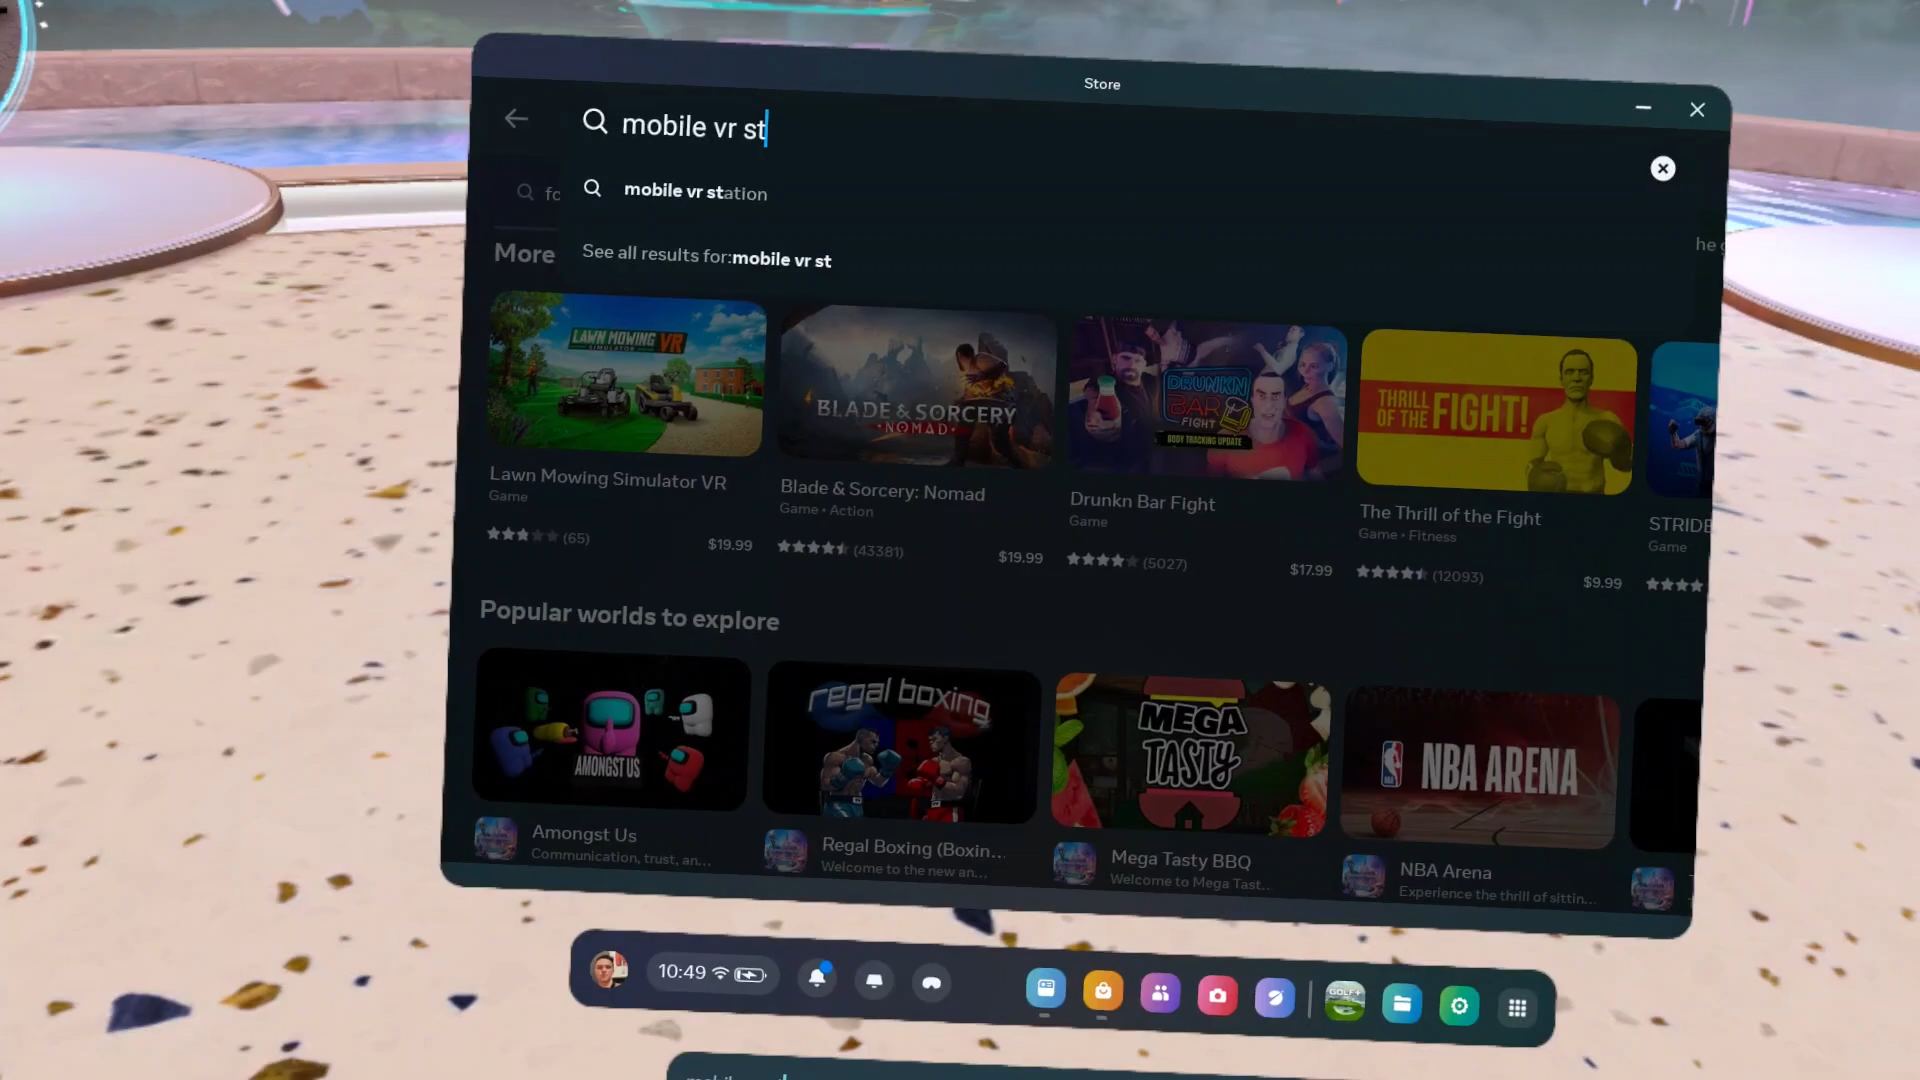 Store
mobile vr st
mobile vr station
See all results for:mobile vr st
fo
More
LAWN MOWING
SIMULATOR VR
BLADE & SORCERY
NOMAD
DRUNKN
BAR
FIGHT
BODY TRACKING UPDATE
THRILL
OF THE FIGHT!
Lawn Mowing Simulator VR
Game
(65)
$19.99
Blade & Sorcery: Nomad
Game • Action
(43381)
$19.99
Drunkn Bar Fight
Game
(5027)
$17.99
The Thrill of the Fight
Game • Fitness
(12093)
$9.99
STRIDE
Game
Popular worlds to explore
AMONGST US
regal boxing
MEGA
TASTY
NBA ARENA
Amongst Us
Communication, trust, an...
Regal Boxing (Boxin...
Welcome to the new an...
Mega Tasty BBQ
Welcome to Mega Tast...
NBA Arena
Experience the thrill of sittin...
10:49
GOLF+